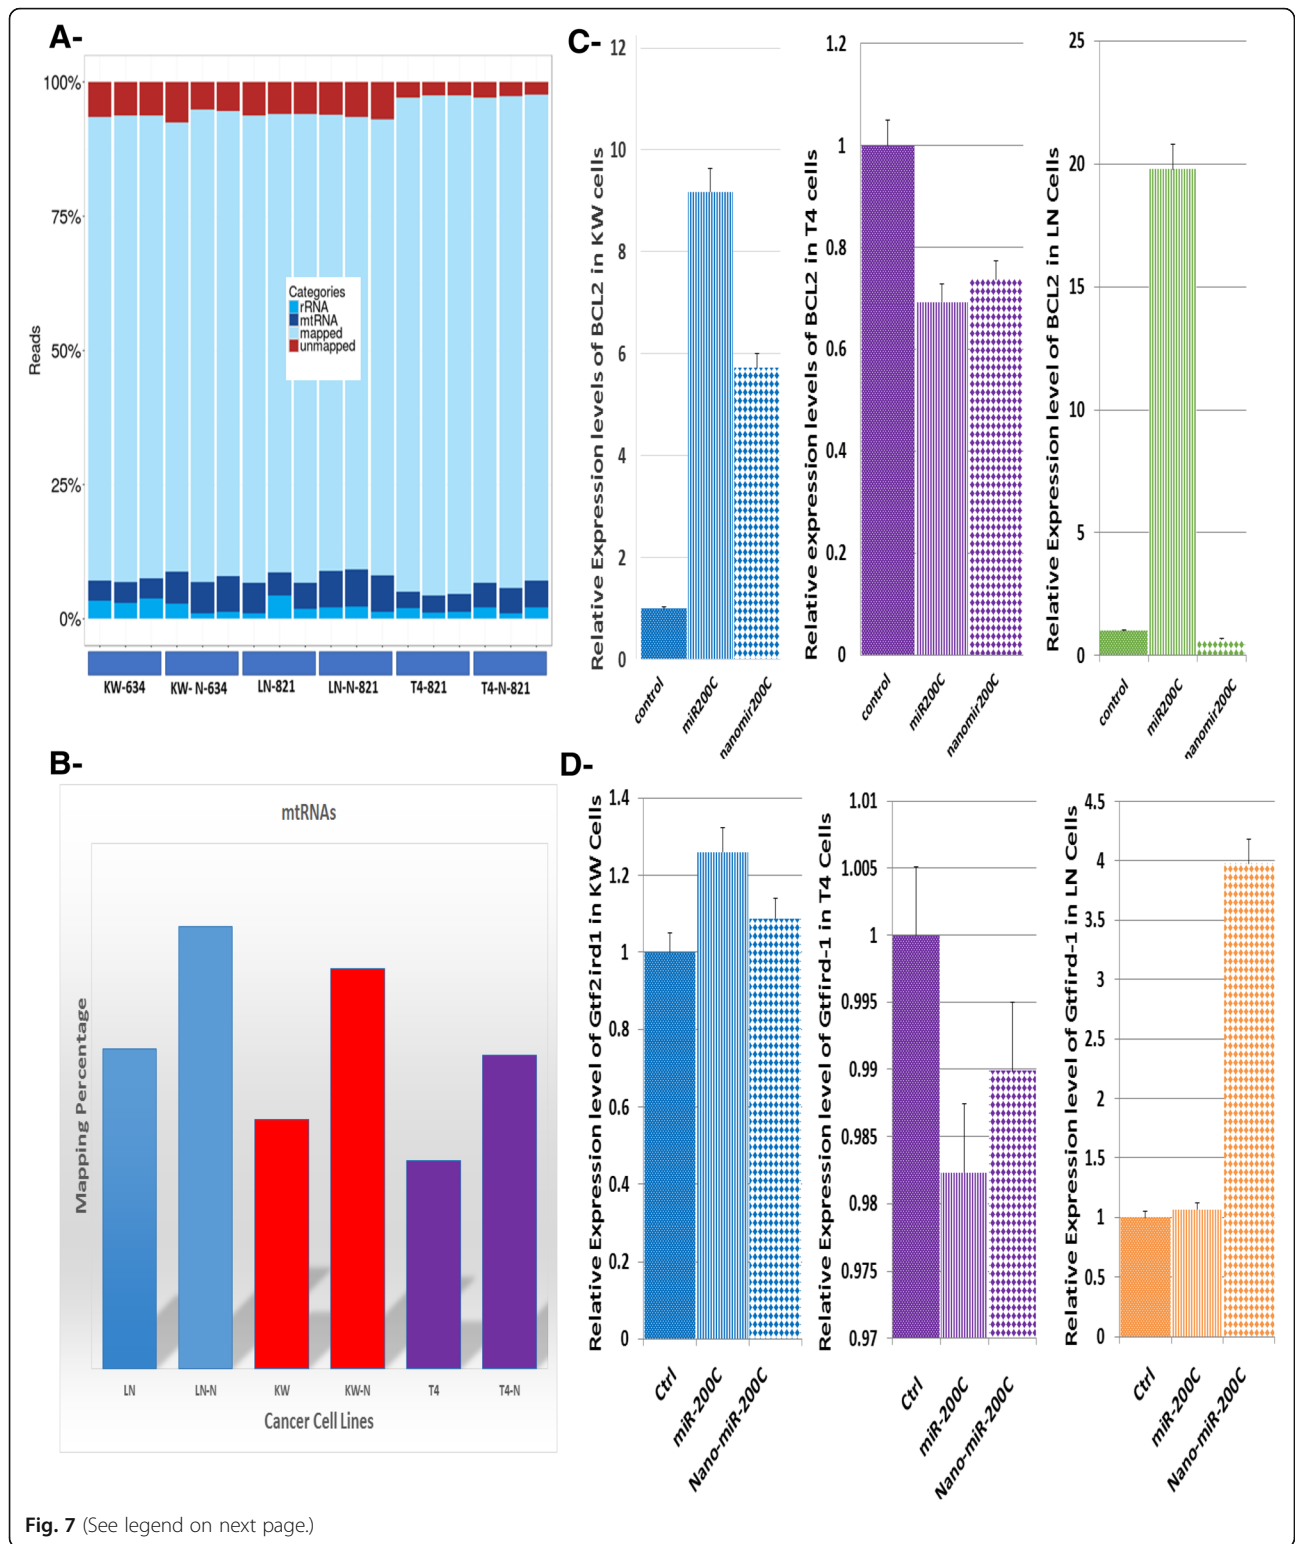 A-
100%
75%
50%
25%
0%
Reads
Categories
rRNA
mtRNA
mapped
unmapped
KW-634
KW- N-634
LN-821
LN-N-821
T4-821
T4-N-821
B-
mtRNAs
Mapping Percentage
LN
LN-N
KW
KW-N
T4
T4-N
Cancer Cell Lines
C-
Relative Expression levels of BCL2 in KW cells
12
10
8
6
4
2
0
control
miR200C
nanomir200C
Relative expression levels of BCL2 in T4 cells
1.2
1
0.8
0.6
0.4
0.2
0
control
miR200C
nanomir200C
Relative Expression level of BCL2 in LN Cells
25
20
15
10
5
0
control
miR200C
nanomir200C
D-
Relative Expression level of Gtf2ird1 in KW Cells
1.4
1.2
1
0.8
0.6
0.4
0.2
0
Ctrl
miR-200C
Nano-miR-200C
Relative Expression level of Gtfird-1 in T4 Cells
1.01
1.005
1
0.995
0.99
0.985
0.98
0.975
0.97
Ctrl
miR-200C
Nano-miR-200C
Relative Expression level of Gtfird-1 in LN Cells
4.5
4
3.5
3
2.5
2
1.5
1
0.5
0
Ctrl
miR-200C
Nano-miR-200C
Fig. 7 (See legend on next page.)